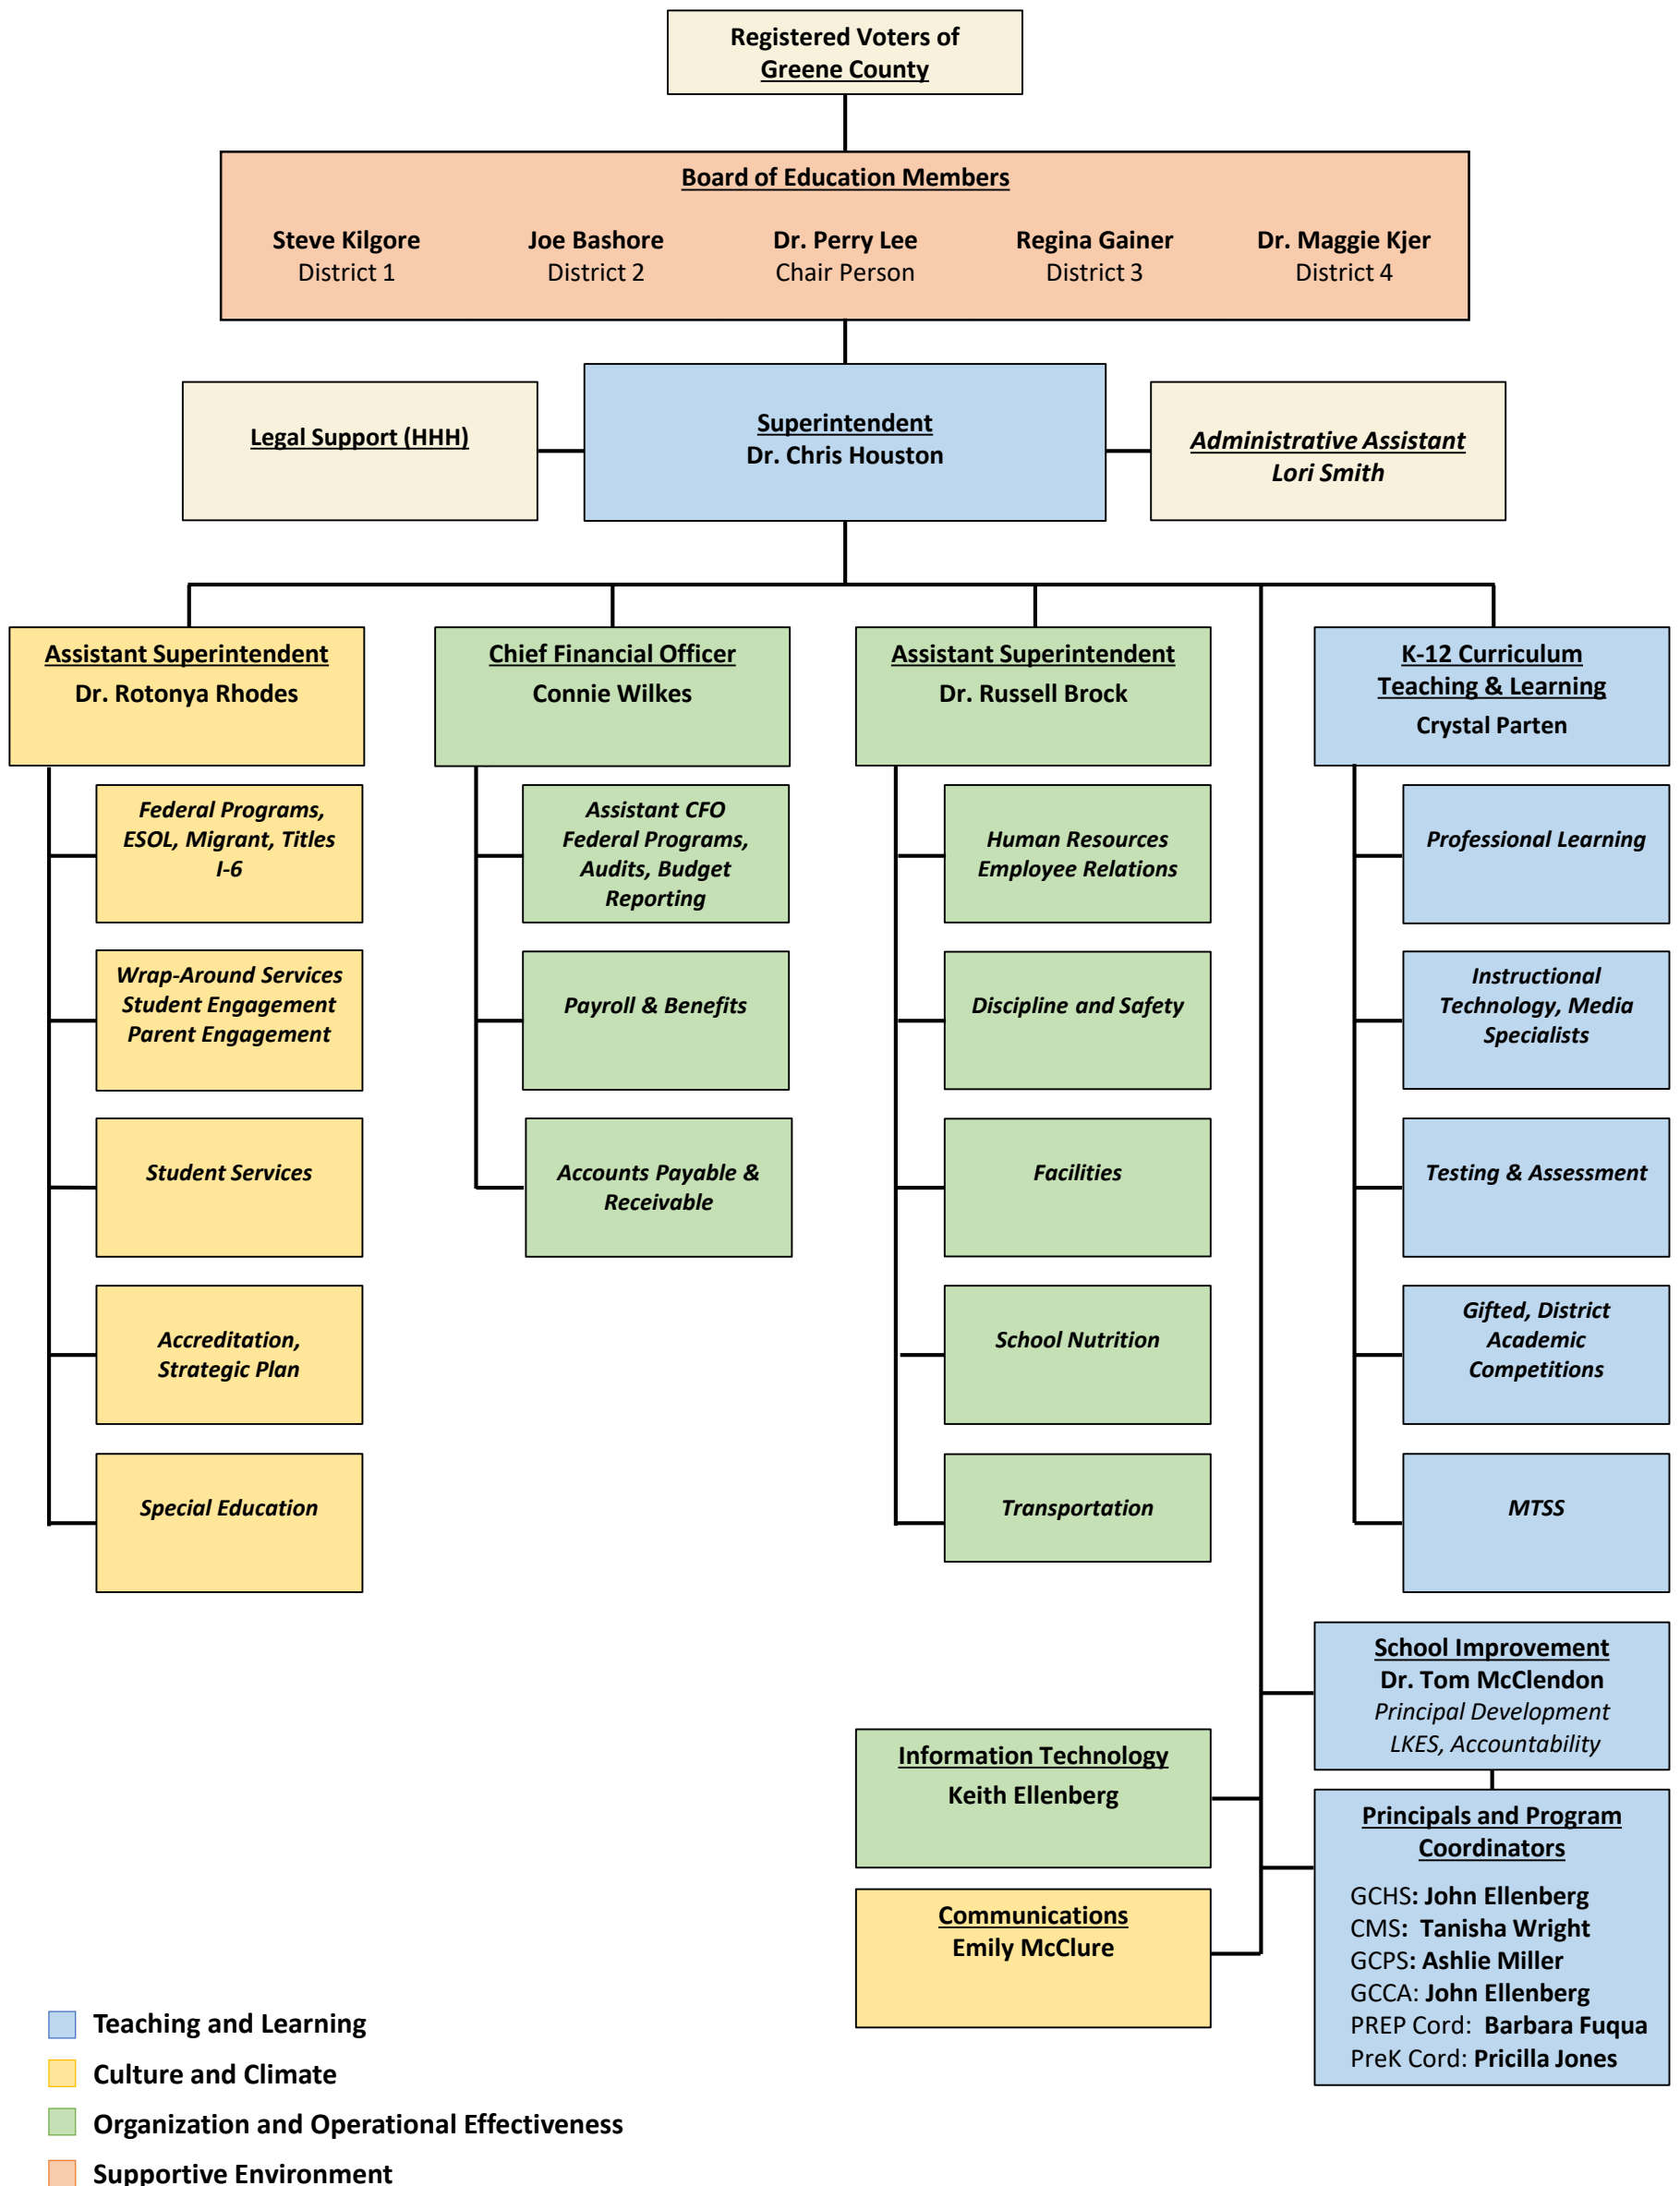 Registered Voters of
Greene County
Board of Education Members
Steve Kilgore
District 1
Joe Bashore
District 2
Dr. Perry Lee
Chair Person
Regina Gainer
District 3
Dr. Maggie Kjer
District 4
Legal Support (HHH)
Superintendent
Dr. Chris Houston
Administrative Assistant
Lori Smith
Assistant Superintendent
Dr. Rotonya Rhodes
Federal Programs,
ESOL, Migrant, Titles
I-6
Wrap-Around Services
Student Engagement
Parent Engagement
Student Services
Accreditation,
Strategic Plan
Special Education
Chief Financial Officer
Connie Wilkes
Assistant CFO
Federal Programs,
Audits, Budget
Reporting
Payroll & Benefits
Accounts Payable &
Receivable
Assistant Superintendent
Dr. Russell Brock
Human Resources
Employee Relations
Discipline and Safety
Facilities
School Nutrition
Transportation
K-12 Curriculum
Teaching & Learning
Crystal Parten
Professional Learning
Instructional
Technology, Media
Specialists
Testing & Assessment
Gifted, District
Academic
Competitions
MTSS
School Improvement
Dr. Tom McClendon
Principal Development
LKES, Accountability
Information Technology
Keith Ellenberg
Principals and Program
Coordinators
GCHS: John Ellenberg
CMS: Tanisha Wright
GCPS: Ashlie Miller
GCCA: John Ellenberg
PREP Cord: Barbara Fuqua
PreK Cord: Pricilla Jones
Communications
Emily McClure
Teaching and Learning
Culture and Climate
Organization and Operational Effectiveness
Supportive Environment